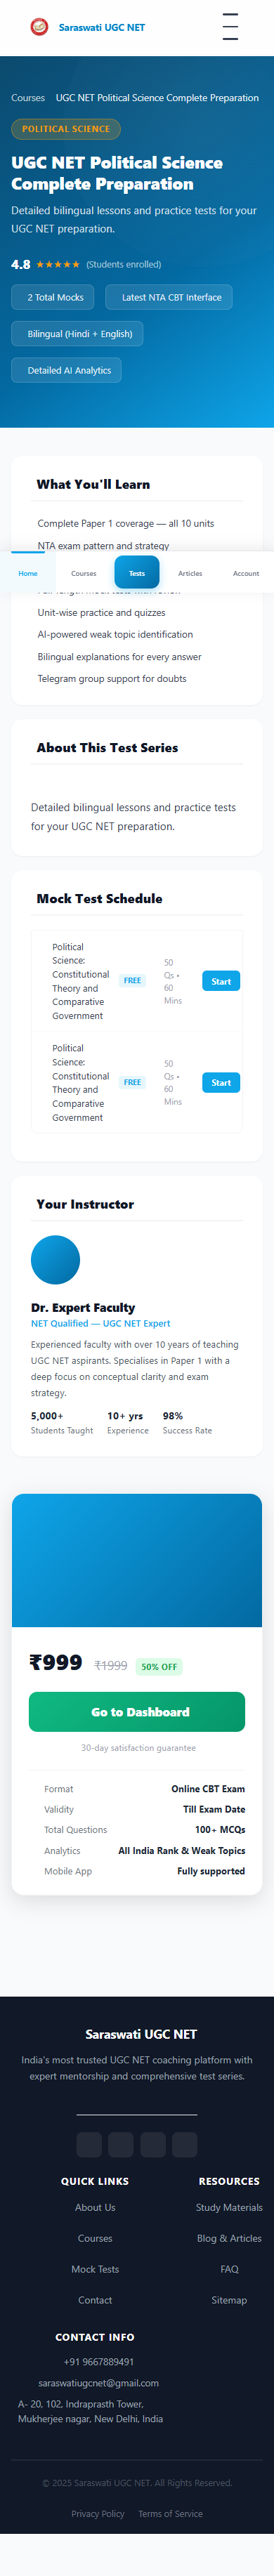 Saraswati UGC NET
Courses UGC NET Political Science Complete Preparation
POLITICAL SCIENCE
UGC NET Political Science
Complete Preparation
Detailed bilingual lessons and practice tests for your
UGC NET preparation.
4.8 ★★★★★ (Students enrolled)
2 Total Mocks
Latest NTA CBT Interface
Bilingual (Hindi + English)
Detailed AI Analytics
What You'll Learn
Complete Paper 1 coverage — all 10 units
NTA exam pattern and strategy
Home Courses Tests Articles Account
Unit-wise practice and quizzes
AI-powered weak topic identification
Bilingual explanations for every answer
Telegram group support for doubts
About This Test Series
Detailed bilingual lessons and practice tests
for your UGC NET preparation.
Mock Test Schedule
Political
Science:
Constitutional
Theory and
Comparative
Government
FREE
50
Qs •
60
Mins
Start
Political
Science:
Constitutional
Theory and
Comparative
Government
FREE
50
Qs •
60
Mins
Start
Your Instructor
Dr. Expert Faculty
NET Qualified — UGC NET Expert
Experienced faculty with over 10 years of teaching
UGC NET aspirants. Specialises in Paper 1 with a
deep focus on conceptual clarity and exam
strategy.
5,000+ 10+ yrs 98%
Students Taught Experience Success Rate
₹999 ₹1999 50% OFF
Go to Dashboard
30-day satisfaction guarantee
Format Online CBT Exam
Validity Till Exam Date
Total Questions 100+ MCQs
Analytics All India Rank & Weak Topics
Mobile App Fully supported
Saraswati UGC NET
India's most trusted UGC NET coaching platform with
expert mentorship and comprehensive test series.
QUICK LINKS
About Us
Courses
Mock Tests
Contact
RESOURCES
Study Materials
Blog & Articles
FAQ
Sitemap
CONTACT INFO
+91 9667889491
saraswatiugcnet@gmail.com
A- 20, 102, Indraprasth Tower,
Mukherjee nagar, New Delhi, India
© 2025 Saraswati UGC NET. All Rights Reserved.
Privacy Policy Terms of Service